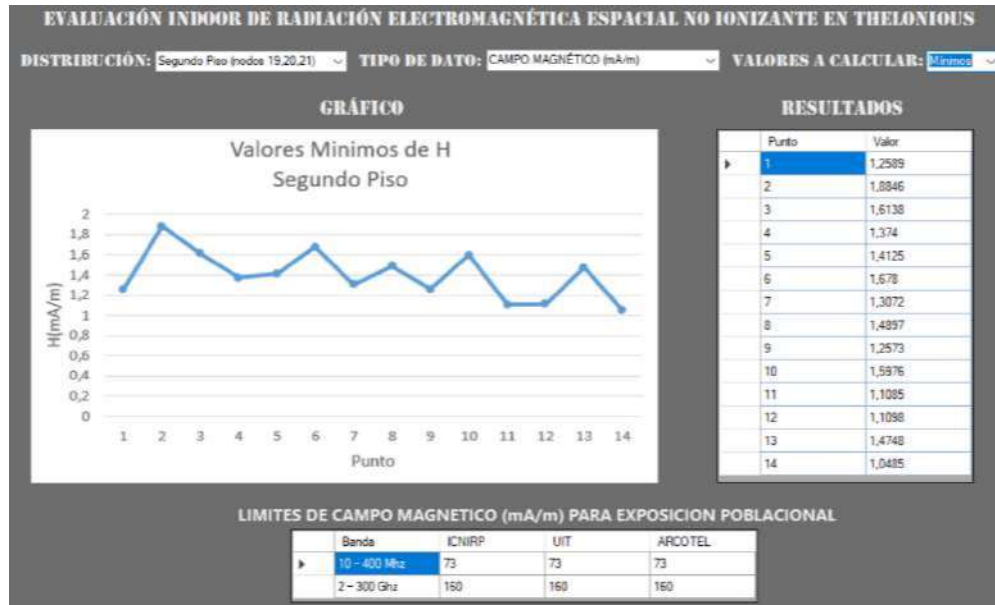 EVALUACIÓN INDOOR DE RADIACIÓN ELECTROMAGNÉTICA ESPACIAL NO IONIZANTE EN THELONIOUS
DISTRIBUCIÓN: Segundo Piso (nodos 19,20,21) TIPO DE DATO: CAMPO MAGNÉTICO (mA/m) VALORES A CALCULAR: Mínimos
GRÁFICO
Valores Minimos de H
Segundo Piso
2
1,8
1,6
1,4
1,2
1
0,8
0,6
0,4
0,2
0
H(mA/m)
1 2 3 4 5 6 7 8 9 10 11 12 13 14
Punto
RESULTADOS
Punto Valor
1 1,2589
2 1,8846
3 1,6138
4 1,374
5 1,4125
6 1,678
7 1,3072
8 1,4897
9 1,2573
10 1,5976
11 1,1085
12 1,1098
13 1,4748
14 1,0485
LIMITES DE CAMPO MAGNETICO (mA/m) PARA EXPOSICION POBLACIONAL
Banda ICNIRP UIT ARCOTEL
10 – 400 Mhz 73 73 73
2 – 300 Ghz 160 160 160